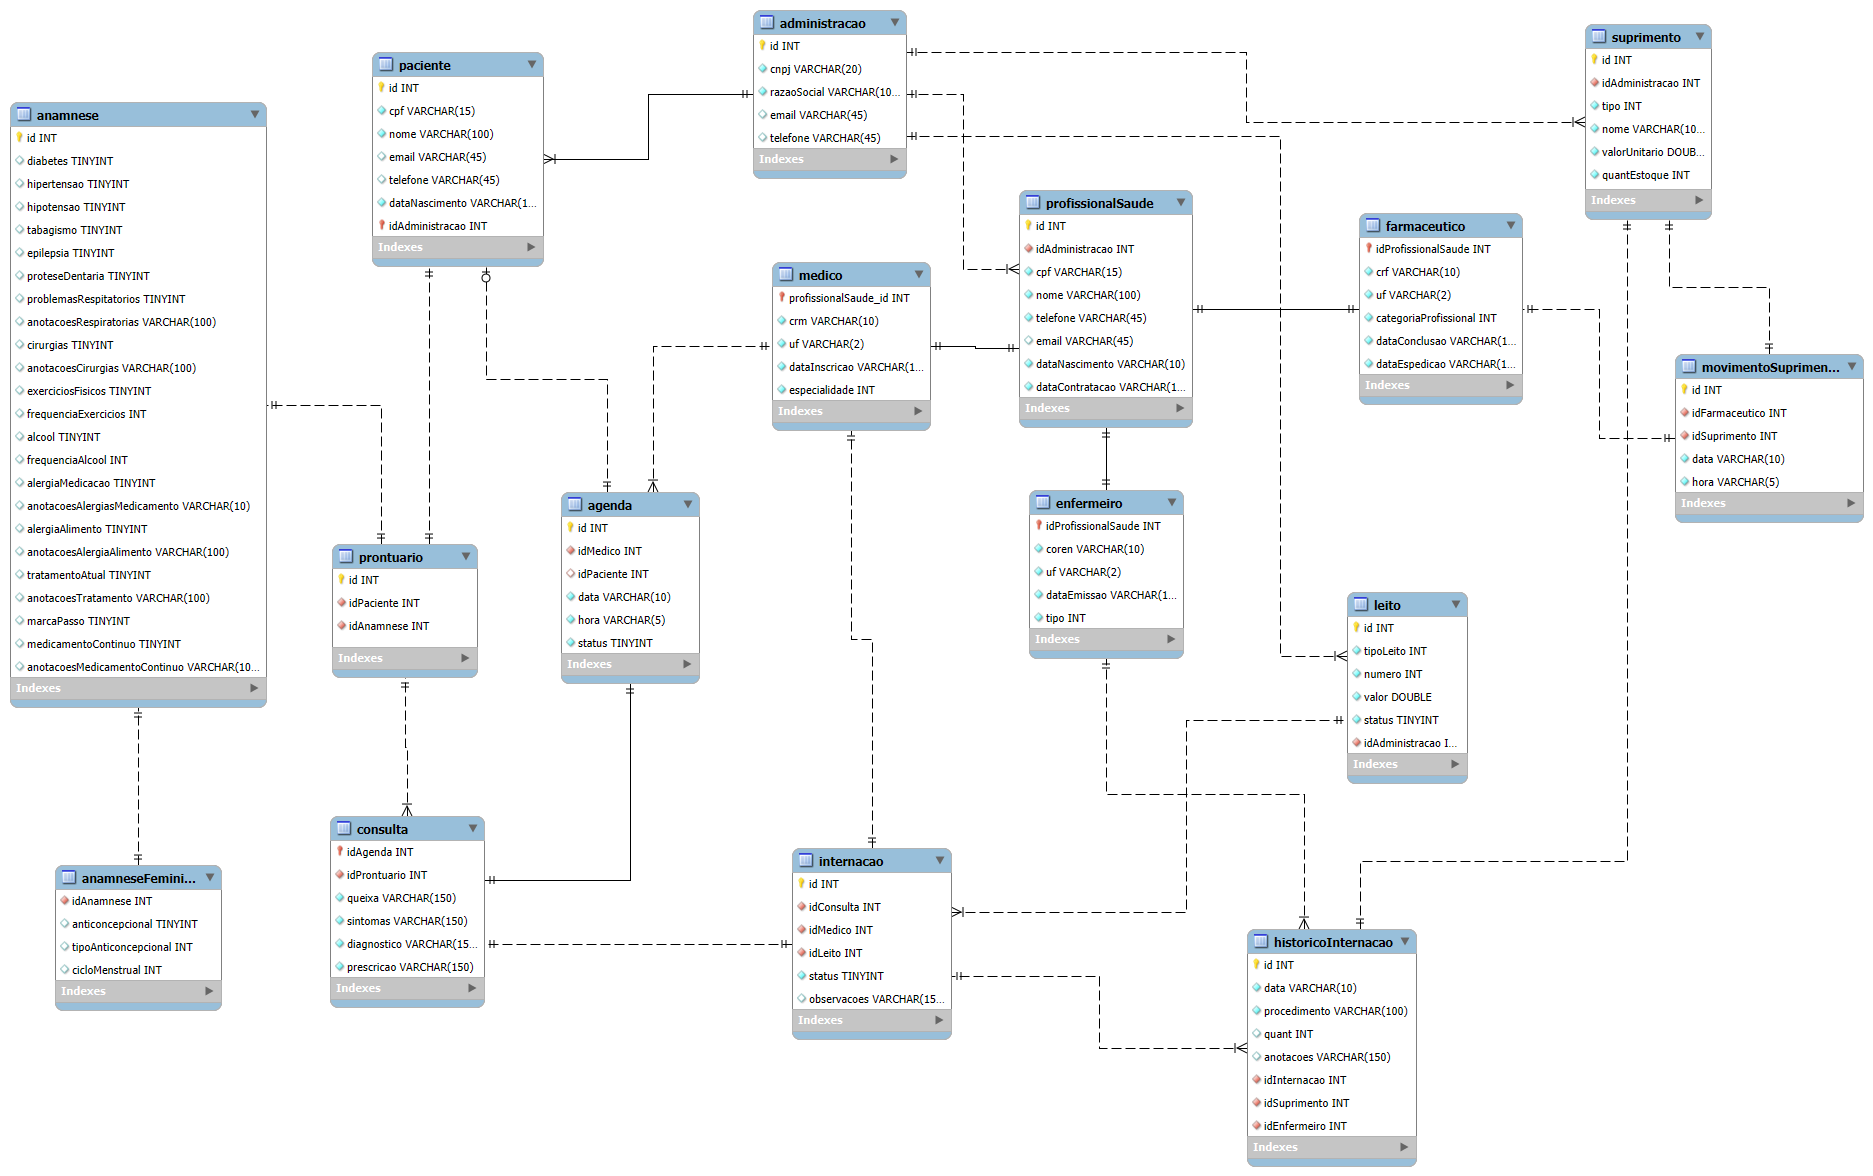 administracao
id INT
cnpj VARCHAR(20)
razaoSocial VARCHAR(10...
email VARCHAR(45)
telefone VARCHAR(45)
Indexes
suprimento
id INT
idAdministracao INT
tipo INT
nome VARCHAR(10...
valorUnitario DOUB...
quantEstoque INT
Indexes
paciente
id INT
cpf VARCHAR(15)
nome VARCHAR(100)
email VARCHAR(45)
telefone VARCHAR(45)
dataNascimento VARCHAR(1...
idAdministracao INT
Indexes
anamnese
id INT
diabetes TINYINT
hipertensao TINYINT
hipotensao TINYINT
tabagismo TINYINT
epilepsia TINYINT
proteseDentaria TINYINT
problemasRespitatorios TINYINT
anotacoesRespiratorias VARCHAR(100)
cirurgias TINYINT
anotacoesCirurgias VARCHAR(100)
exerciciosFisicos TINYINT
frequenciaExercicios INT
alcool TINYINT
frequenciaAlcool INT
alergiaMedicacao TINYINT
anotacoesAlergiasMedicamento VARCHAR(10)
alergiaAlimento TINYINT
anotacoesAlergiaAlimento VARCHAR(100)
tratamentoAtual TINYINT
anotacoesTratamento VARCHAR(100)
marcaPasso TINYINT
medicamentoContinuo TINYINT
anotacoesMedicamentoContinuo VARCHAR(10...
Indexes
profissionalSaude
id INT
idAdministracao INT
cpf VARCHAR(15)
nome VARCHAR(100)
telefone VARCHAR(45)
email VARCHAR(45)
dataNascimento VARCHAR(10)
dataContratacao VARCHAR(1...
Indexes
farmaceutico
idProfissionalSaude INT
crf VARCHAR(10)
uf VARCHAR(2)
categoriaProfissional INT
dataConclusao VARCHAR(1...
dataEspedicao VARCHAR(1...
Indexes
medico
profissionalSaude_id INT
crm VARCHAR(10)
uf VARCHAR(2)
dataInscricao VARCHAR(1...
especialidade INT
Indexes
movimentoSuprimen...
id INT
idFarmaceutico INT
idSuprimento INT
data VARCHAR(10)
hora VARCHAR(5)
Indexes
agenda
id INT
idMedico INT
idPaciente INT
data VARCHAR(10)
hora VARCHAR(5)
status TINYINT
Indexes
enfermeiro
idProfissionalSaude INT
coren VARCHAR(10)
uf VARCHAR(2)
dataEmissao VARCHAR(1...
tipo INT
Indexes
prontuario
id INT
idPaciente INT
idAnamnese INT
Indexes
leito
id INT
tipoLeito INT
numero INT
valor DOUBLE
status TINYINT
idAdministracao I...
Indexes
consulta
idAgenda INT
idProntuario INT
queixa VARCHAR(150)
sintomas VARCHAR(150)
diagnostico VARCHAR(15...
prescricao VARCHAR(150)
Indexes
anamneseFemini...
idAnamnese INT
anticoncepcional TINYINT
tipoAnticoncepcional INT
cicloMenstrual INT
Indexes
internacao
id INT
idConsulta INT
idMedico INT
idLeito INT
status TINYINT
observacoes VARCHAR(15...
Indexes
historicoInternacao
id INT
data VARCHAR(10)
procedimento VARCHAR(100)
quant INT
anotacoes VARCHAR(150)
idInternacao INT
idSuprimento INT
idEnfermeiro INT
Indexes